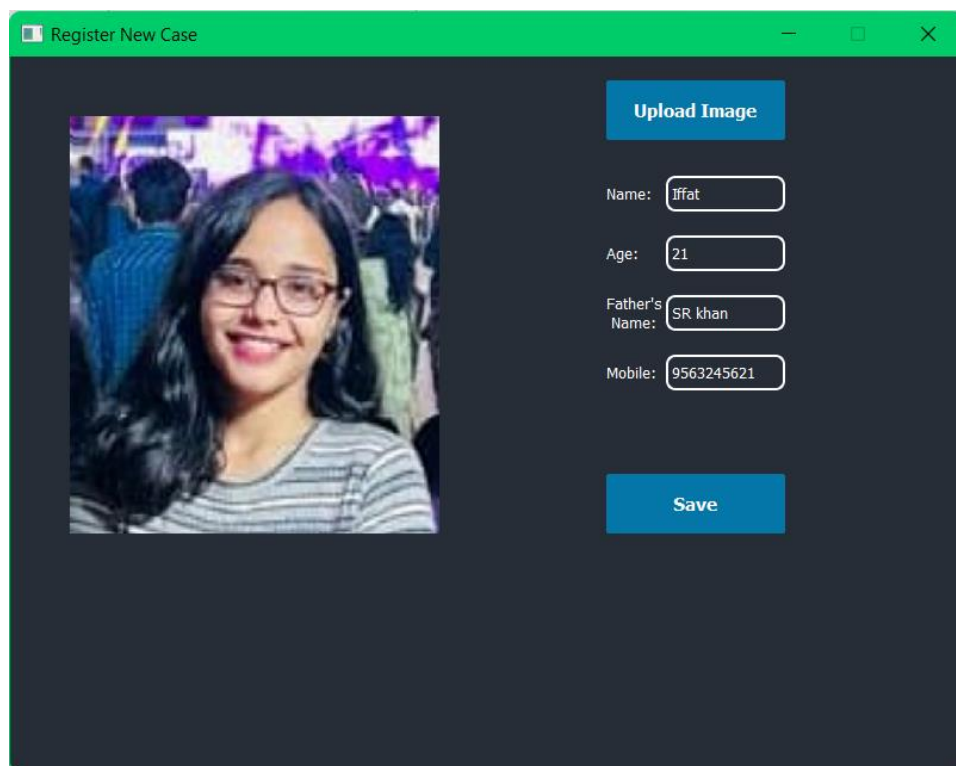 Register New Case
Upload Image
Name: Iffat
Age: 21
Father's
Name: SR khan
Mobile: 9563245621
Save